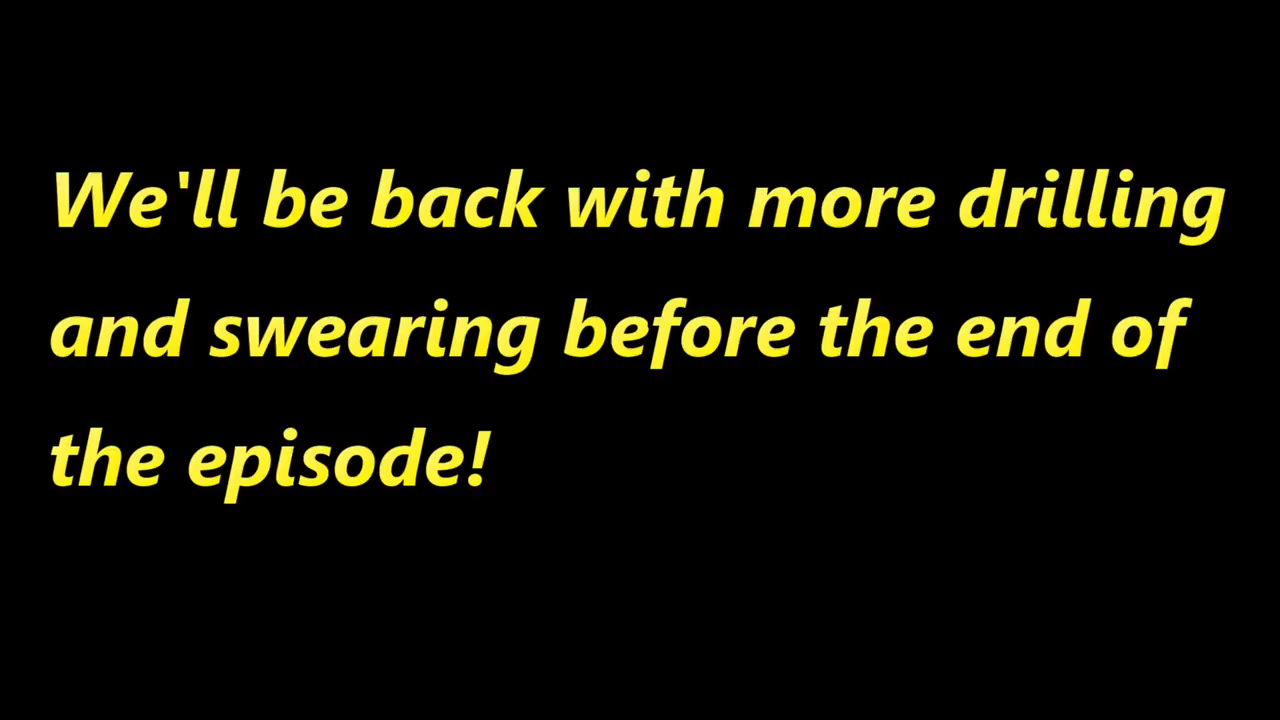 We'll be back with more drilling
and swearing before the end of
the episode!